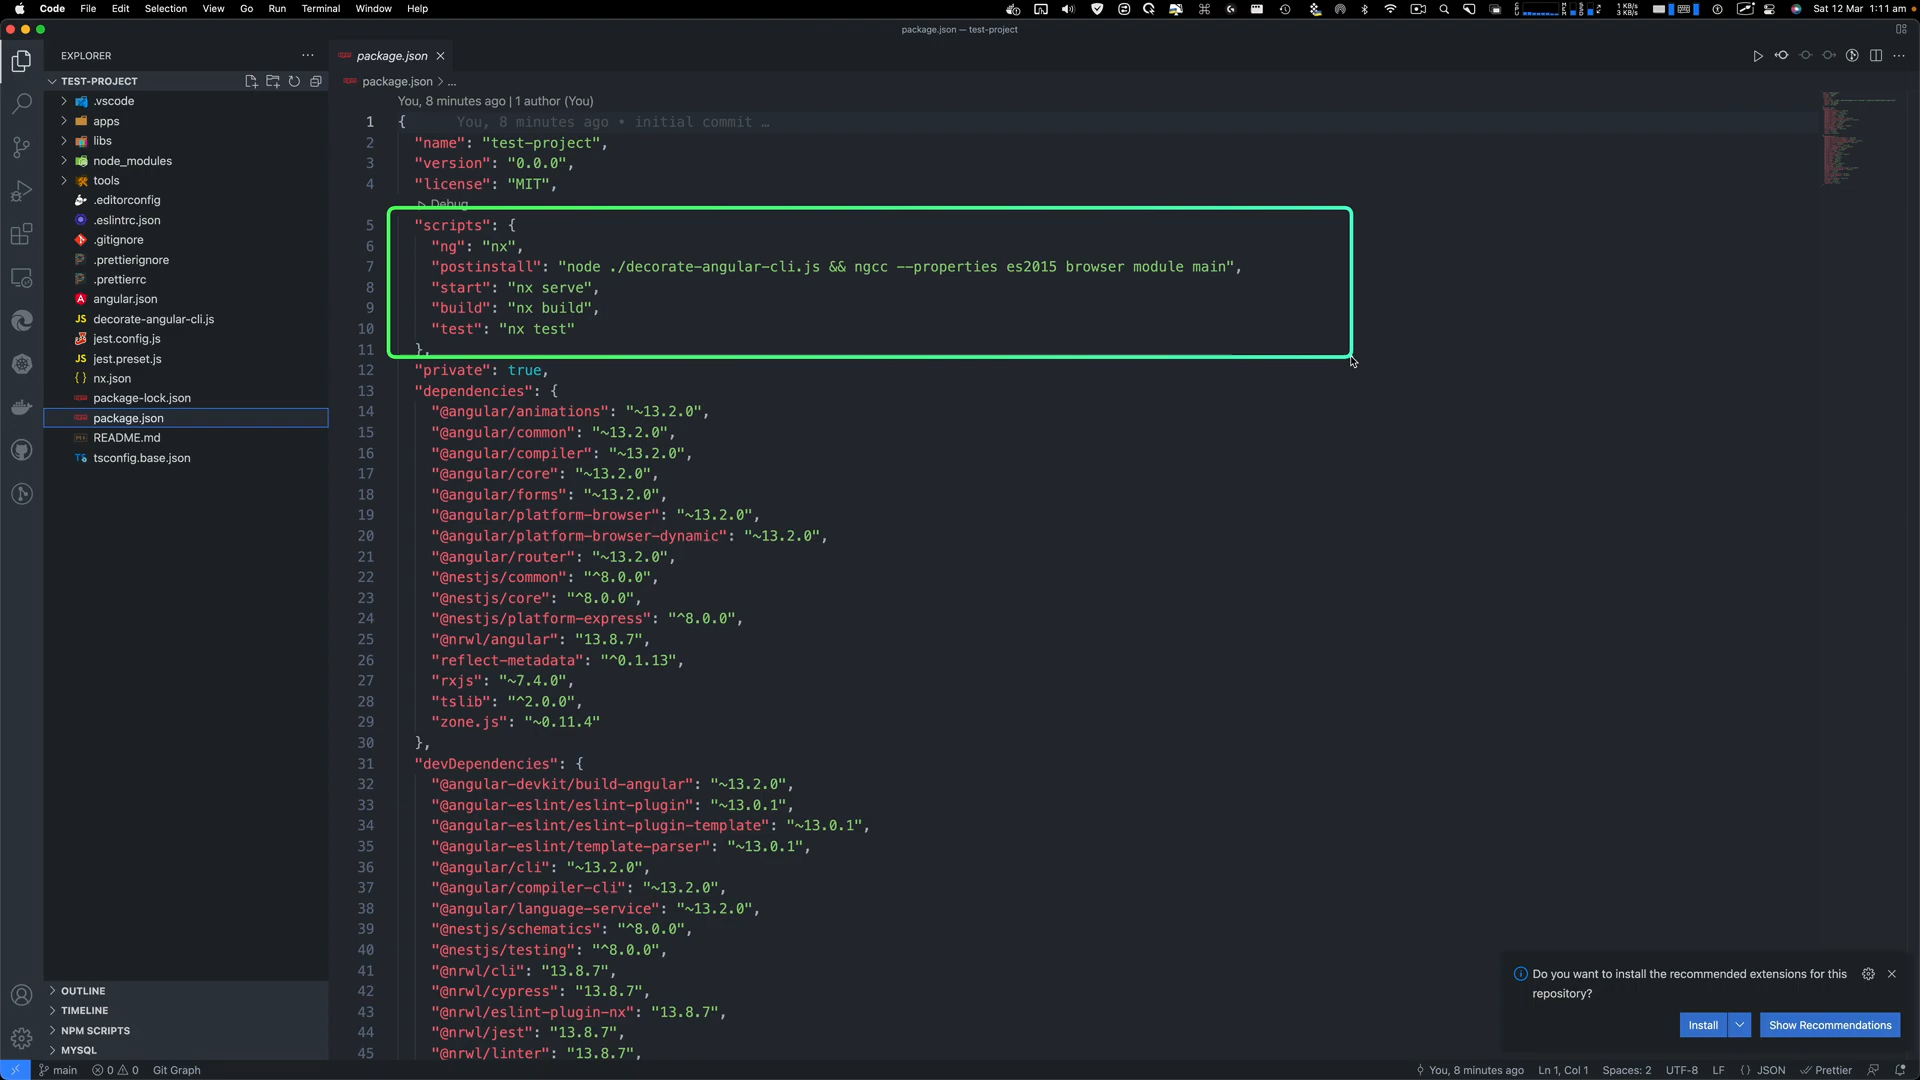 Code File Edit Selection View Go Run Terminal Window Help
1 KB/s
3 KB/s
Sat 12 Mar 1:11 am
package.json — test-project
EXPLORER
TEST-PROJECT
.vscode
apps
libs
node_modules
tools
.editorconfig
.eslintrc.json
.gitignore
.prettierignore
.prettierrc
angular.json
JS decorate-angular-cli.js
jest.config.js
JS jest.preset.js
{ } nx.json
package-lock.json
package.json
README.md
tsconfig.base.json
OUTLINE
TIMELINE
NPM SCRIPTS
MYSQL
package.json
package.json > ...
You, 8 minutes ago | 1 author (You)
1 { You, 8 minutes ago • initial commit …
2 "name": "test-project",
3 "version": "0.0.0",
4 "license": "MIT",
Debug
5 "scripts": {
6 "ng": "nx",
7 "postinstall": "node ./decorate-angular-cli.js && ngcc --properties es2015 browser module main",
8 "start": "nx serve",
9 "build": "nx build",
10 "test": "nx test"
11 },
12 "private": true,
13 "dependencies": {
14 "@angular/animations": "~13.2.0",
15 "@angular/common": "~13.2.0",
16 "@angular/compiler": "~13.2.0",
17 "@angular/core": "~13.2.0",
18 "@angular/forms": "~13.2.0",
19 "@angular/platform-browser": "~13.2.0",
20 "@angular/platform-browser-dynamic": "~13.2.0",
21 "@angular/router": "~13.2.0",
22 "@nestjs/common": "^8.0.0",
23 "@nestjs/core": "^8.0.0",
24 "@nestjs/platform-express": "^8.0.0",
25 "@nrwl/angular": "13.8.7",
26 "reflect-metadata": "^0.1.13",
27 "rxjs": "~7.4.0",
28 "tslib": "^2.0.0",
29 "zone.js": "~0.11.4"
30 },
31 "devDependencies": {
32 "@angular-devkit/build-angular": "~13.2.0",
33 "@angular-eslint/eslint-plugin": "~13.0.1",
34 "@angular-eslint/eslint-plugin-template": "~13.0.1",
35 "@angular-eslint/template-parser": "~13.0.1",
36 "@angular/cli": "~13.2.0",
37 "@angular/compiler-cli": "~13.2.0",
38 "@angular/language-service": "~13.2.0",
39 "@nestjs/schematics": "^8.0.0",
40 "@nestjs/testing": "^8.0.0",
41 "@nrwl/cli": "13.8.7",
42 "@nrwl/cypress": "13.8.7",
43 "@nrwl/eslint-plugin-nx": "13.8.7",
44 "@nrwl/jest": "13.8.7",
45 "@nrwl/linter": "13.8.7",
Do you want to install the recommended extensions for this
repository?
Install
Show Recommendations
main 0 0 Git Graph
You, 8 minutes ago Ln 1, Col 1 Spaces: 2 UTF-8 LF { } JSON Prettier